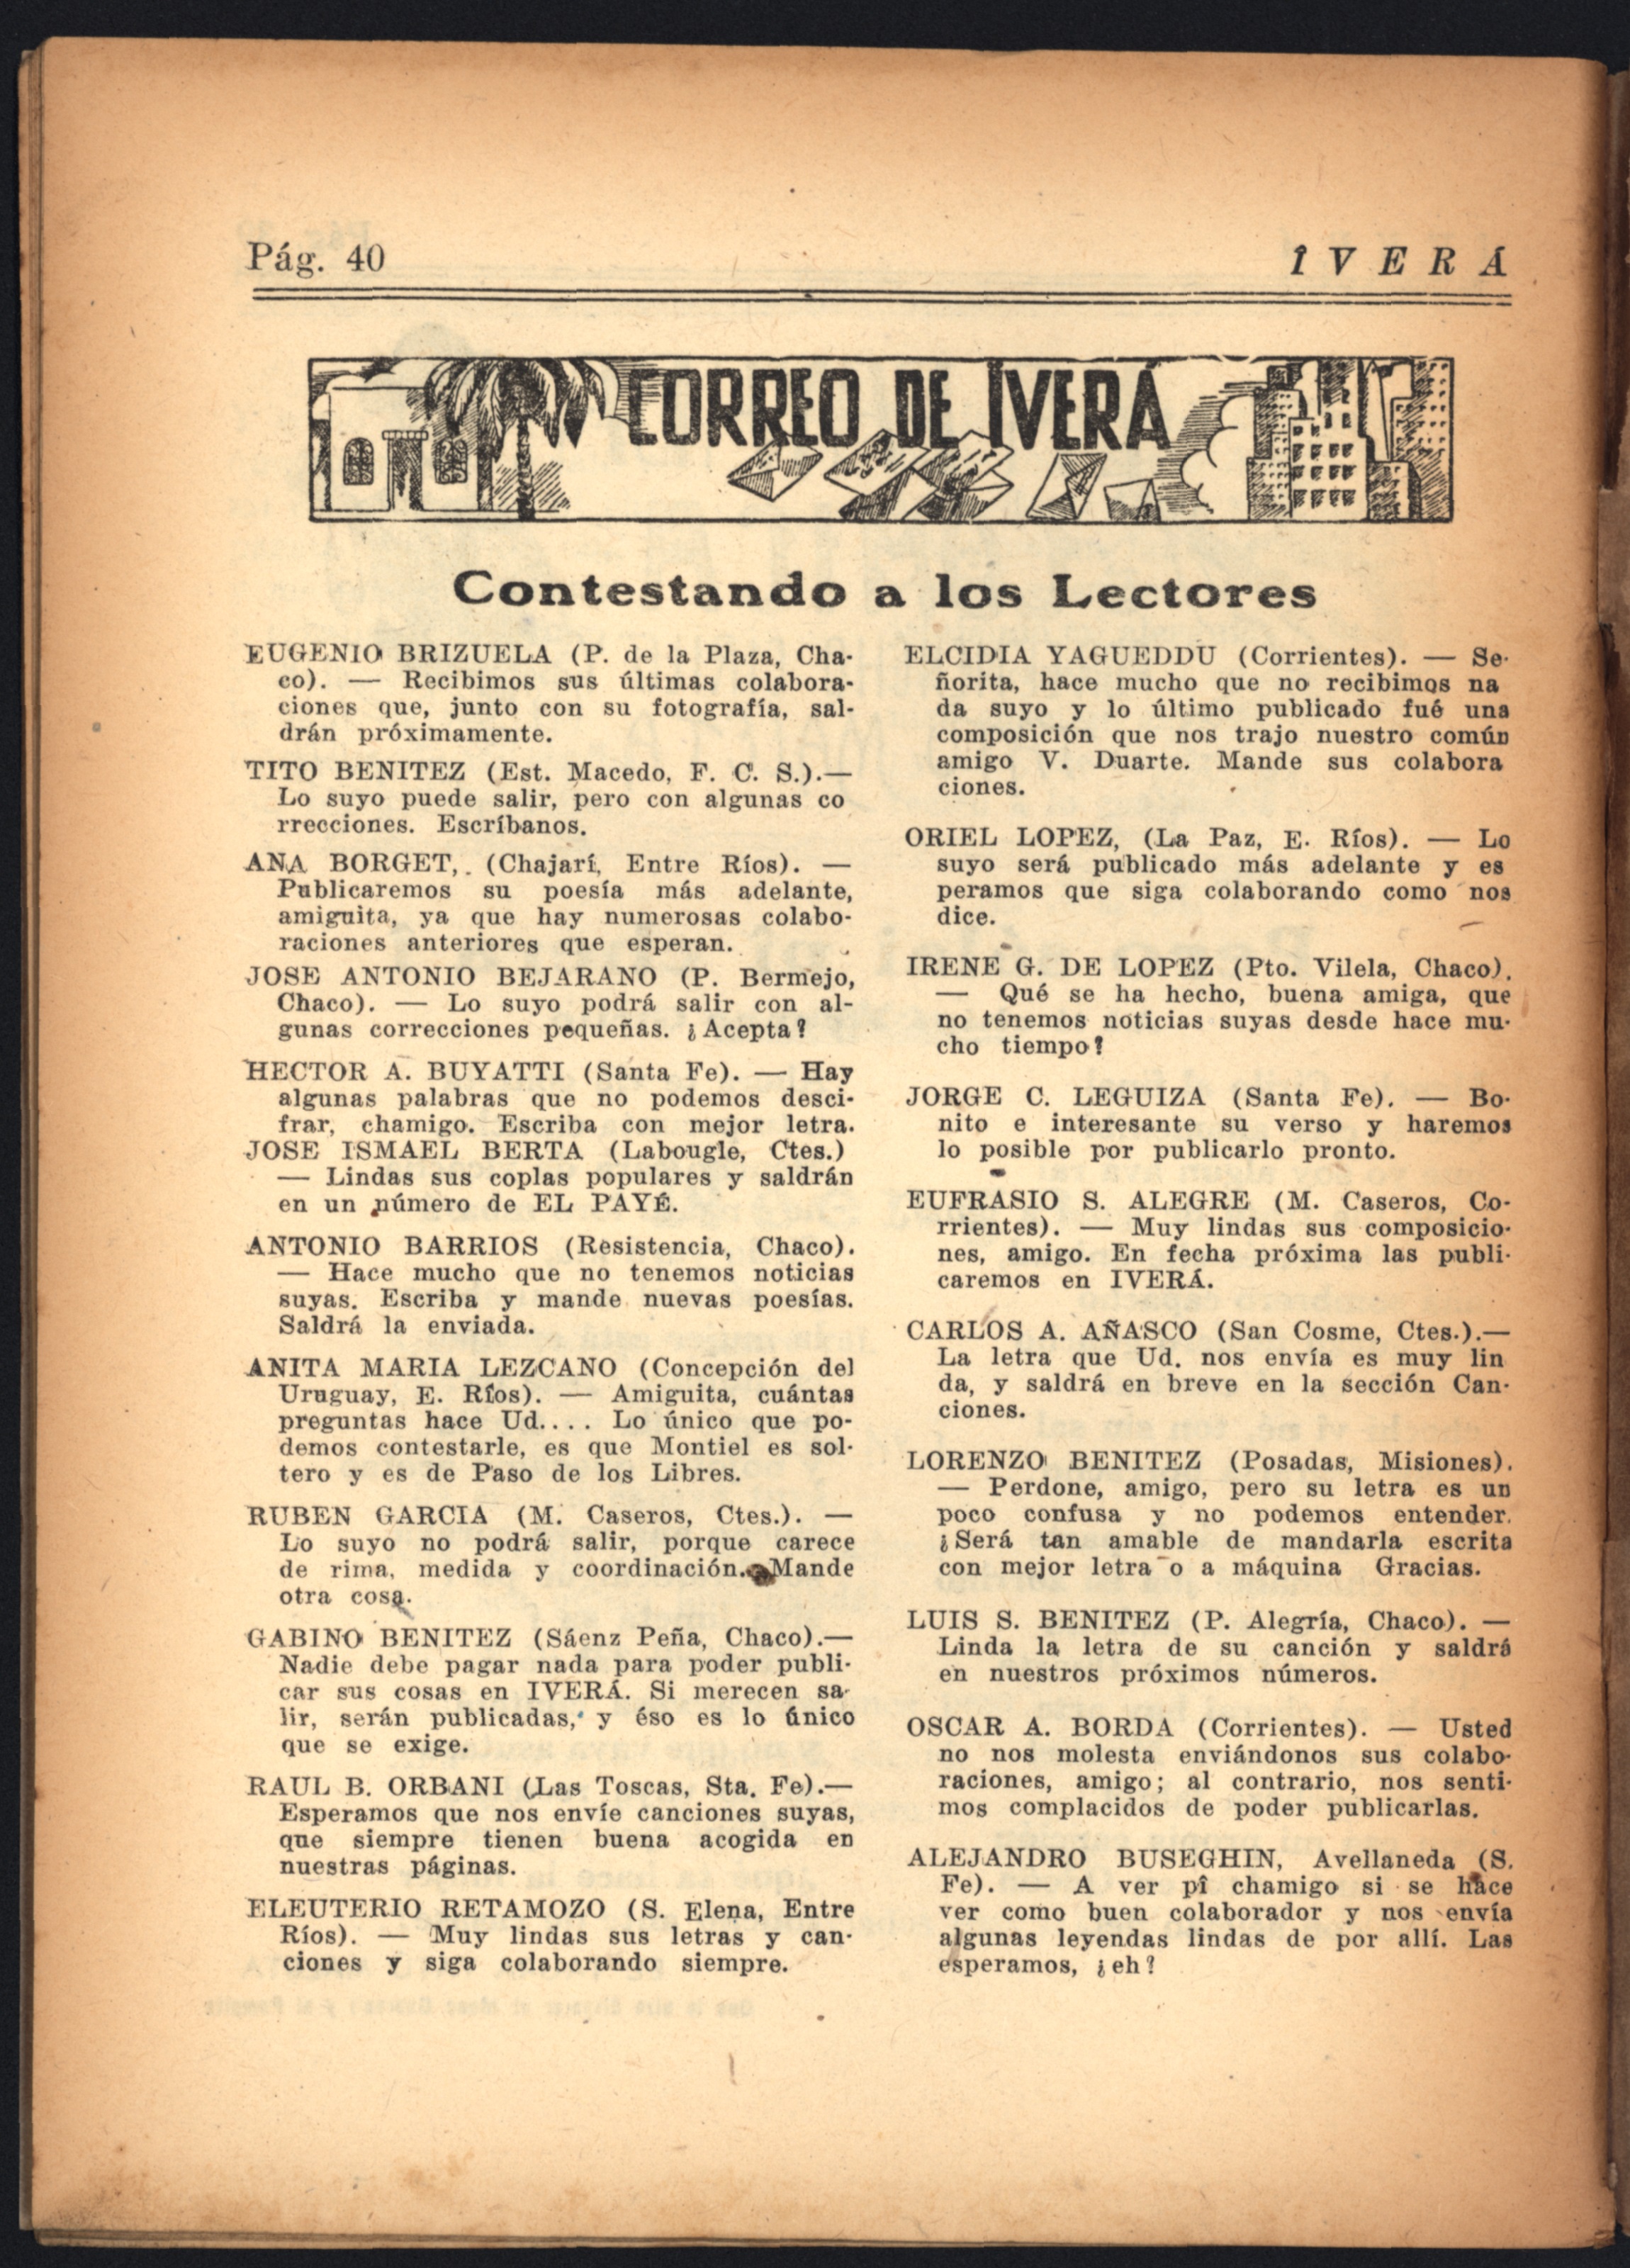 Pág. 40
Î V E R Á
CORREO DE IVERÁ
Contestando a los Lectores
EUGENIO BRIZUELA (P. de la Plaza, Cha-
co). — Recibimos sus últimas colabora-
ciones que, junto con su fotografía, sal-
drán próximamente.
TITO BENITEZ (Est. Macedo, F. C. S.).—
Lo suyo puede salir, pero con algunas co
rrecciones. Escríbanos.
ANA BORGET,. (Chajarí, Entre Ríos). —
Publicaremos su poesía más adelante,
amiguita, ya que hay numerosas colabo-
raciones anteriores que esperan.
JOSE ANTONIO BEJARANO (P. Bermejo,
Chaco). — Lo suyo podrá salir con al-
gunas correcciones pequeñas. ¿Acepta?
HECTOR A. BUYATTI (Santa Fe). — Hay
algunas palabras que no podemos desci-
frar, chamigo. Escriba con mejor letra.
JOSE ISMAEL BERTA (Labougle, Ctes.)
— Lindas sus coplas populares y saldrán
en un número de EL PAYÉ.
ANTONIO BARRIOS (Resistencia, Chaco).
— Hace mucho que no tenemos noticias
suyas. Escriba y mande nuevas poesías.
Saldrá la enviada.
ANITA MARIA LEZCANO (Concepción del
Uruguay, E. Ríos). — Amiguita, cuántas
preguntas hace Ud.... Lo único que po-
demos contestarle, es que Montiel es sol-
tero y es de Paso de los Libres.
RUBEN GARCIA (M. Caseros, Ctes.). —
Lo suyo no podrá salir, porque carece
de rima, medida y coordinación. Mande
otra cosa.
GABINO BENITEZ (Sáenz Peña, Chaco).—
Nadie debe pagar nada para poder publi-
car sus cosas en IVERÁ. Si merecen sa-
lir, serán publicadas, y éso es lo único
que se exige.
RAUL B. ORBANI (Las Toscas, Sta. Fe).—
Esperamos que nos envíe canciones suyas,
que siempre tienen buena acogida en
nuestras páginas.
ELEUTERIO RETAMOZO (S. Elena, Entre
Ríos). — Muy lindas sus letras y can-
ciones y siga colaborando siempre.
ELCIDIA YAGUEDDU (Corrientes). — Se-
ñorita, hace mucho que no recibimos na
da suyo y lo último publicado fué una
composición que nos trajo nuestro común
amigo V. Duarte. Mande sus colabora
ciones.
ORIEL LOPEZ, (La Paz, E. Ríos). — Lo
suyo será publicado más adelante y es
peramos que siga colaborando como nos
dice.
IRENE G. DE LOPEZ (Pto. Vilela, Chaco).
— Qué se ha hecho, buena amiga, que
no tenemos noticias suyas desde hace mu-
cho tiempo?
JORGE C. LEGUIZA (Santa Fe). — Bo-
nito e interesante su verso y haremos
lo posible por publicarlo pronto.
EUFRASIO S. ALEGRE (M. Caseros, Co-
rrientes). — Muy lindas sus composicio-
nes, amigo. En fecha próxima las publi-
caremos en IVERÁ.
CARLOS A. AÑASCO (San Cosme, Ctes.).—
La letra que Ud. nos envía es muy lin
da, y saldrá en breve en la sección Can-
ciones.
LORENZO BENITEZ (Posadas, Misiones).
— Perdone, amigo, pero su letra es un
poco confusa y no podemos entender.
¿Será tan amable de mandarla escrita
con mejor letra o a máquina Gracias.
LUIS S. BENITEZ (P. Alegría, Chaco). —
Linda la letra de su canción y saldrá
en nuestros próximos números.
OSCAR A. BORDA (Corrientes). — Usted
no nos molesta enviándonos sus colabo-
raciones, amigo; al contrario, nos senti-
mos complacidos de poder publicarlas.
ALEJANDRO BUSEGHIN, Avellaneda (S.
Fe). — A ver pî chamigo si se hace
ver como buen colaborador y nos envía
algunas leyendas lindas de por allí. Las
esperamos, ¿eh?